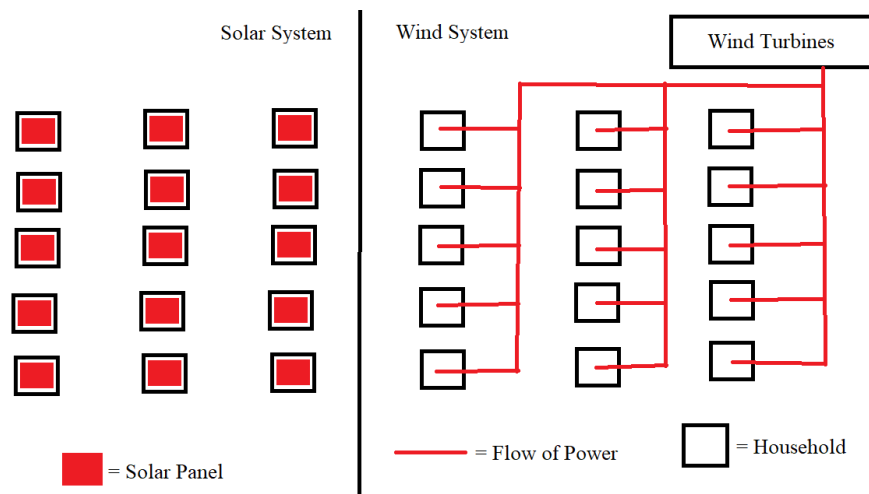 Solar System
Wind System
Wind Turbines
= Solar Panel
= Flow of Power
= Household